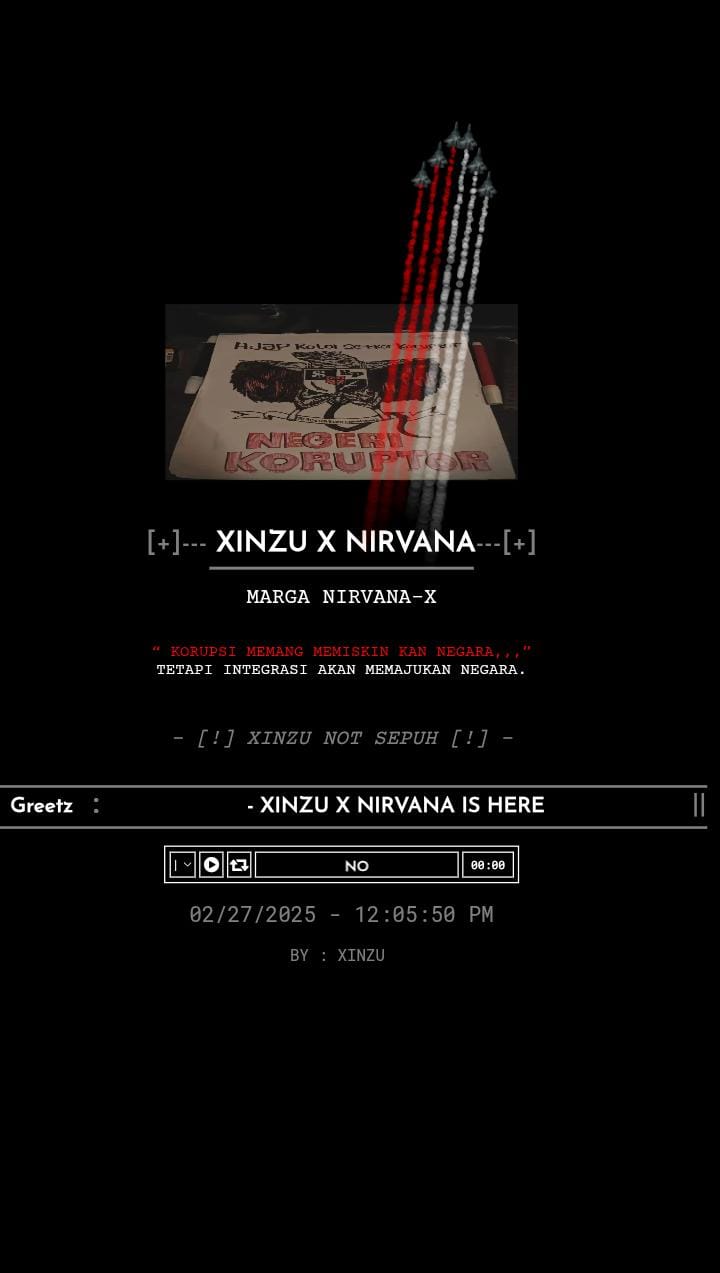 NEGERI
KORUPTOR
[+]--- XINZU X NIRVANA---[+]
MARGA NIRVANA-X
“ KORUPSI MEMANG MEMISKIN KAN NEGARA,,,”
TETAPI INTEGRASI AKAN MEMAJUKAN NEGARA.
- [!] XINZU NOT SEPUH [!] -
Greetz : - XINZU X NIRVANA IS HERE ||
NO 00:00
02/27/2025 - 12:05:50 PM
BY : XINZU